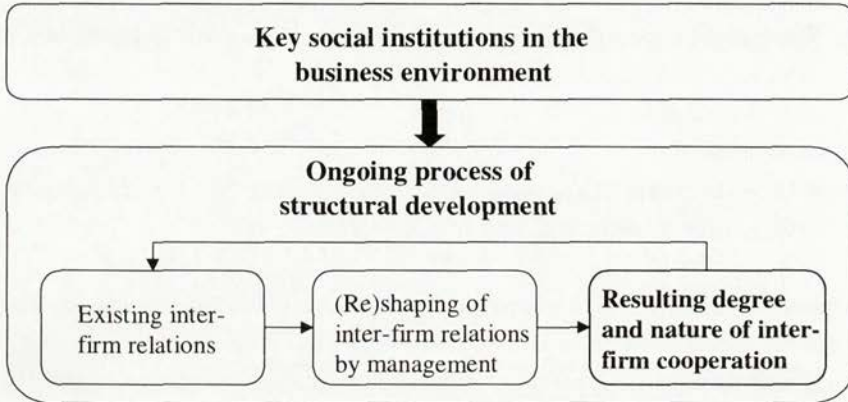 Key social institutions in the
business environment
Ongoing process of
structural development
Existing inter-
firm relations
(Re)shaping of
inter-firm relations
by management
Resulting degree
and nature of inter-
firm cooperation